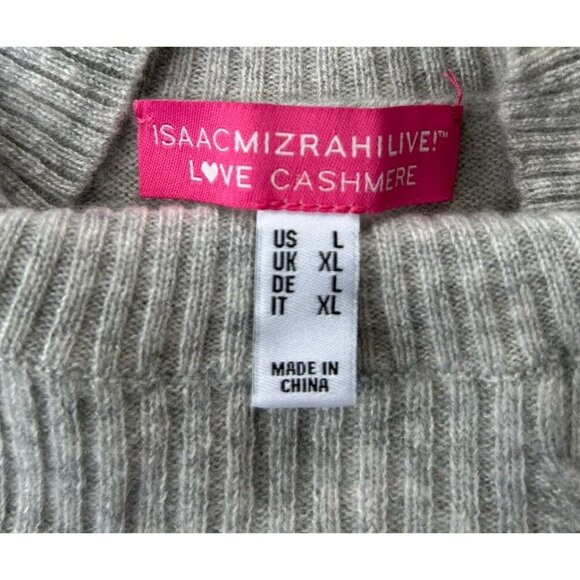 ISAACMIZRAHILIVE!™
L♥VE CASHMERE
US L
UK XL
DE L
IT XL
MADE IN
CHINA